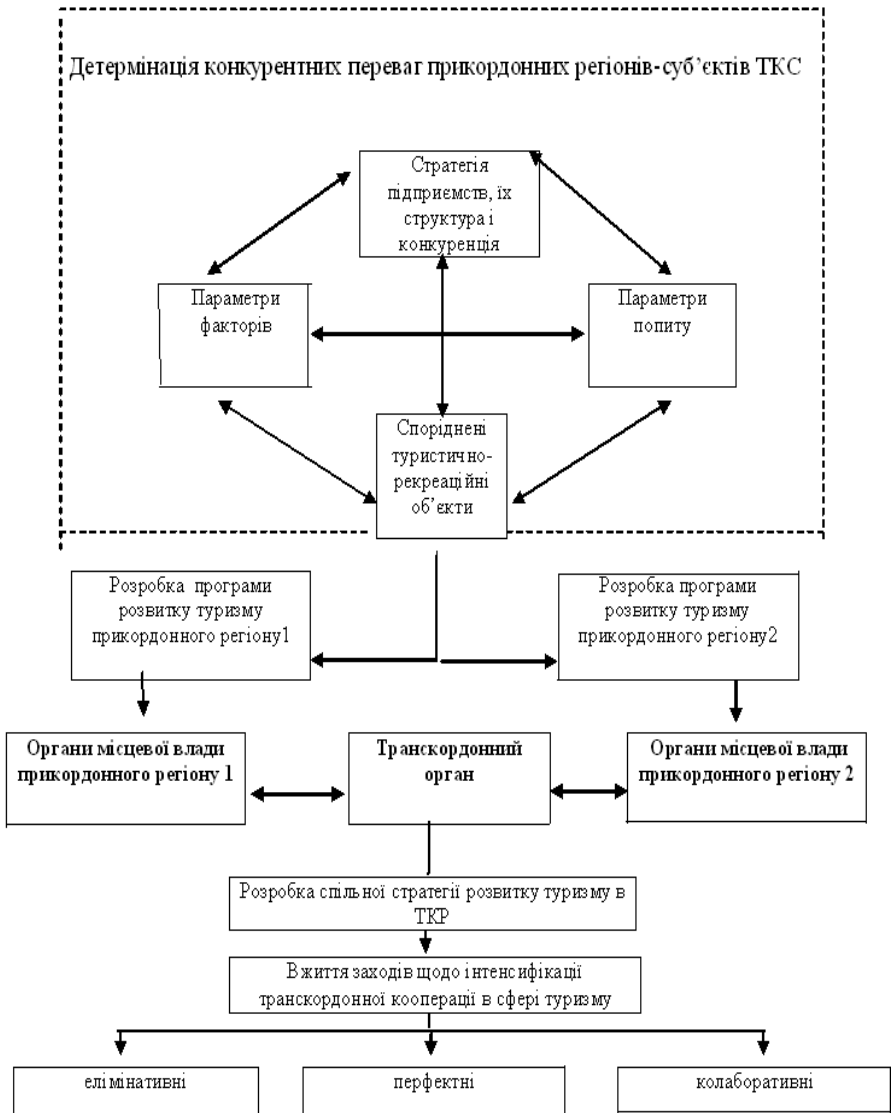 Детермінація конкурентних переваг прикордонних регіонів-суб’єктів ТКС
Стратегія
підприємств, їх
структура і
конкуренція
Параметри
факторів
Параметри
попиту
Споріднені
туристично-
рекреаційні
об’єкти
Розробка програми
розвитку туризму
прикордонного регіону1
Розробка програми
розвитку туризму
прикордонного регіону2
Органи місцевої влади
прикордонного регіону 1
Транскордонний
орган
Органи місцевої влади
прикордонного регіону 2
Розробка спільної стратегії розвитку туризму в
ТКР
Вжиття заходів щодо інтенсифікації
транскордонної кооперації в сфері туризму
елімінативні
перфектні
колаборативні